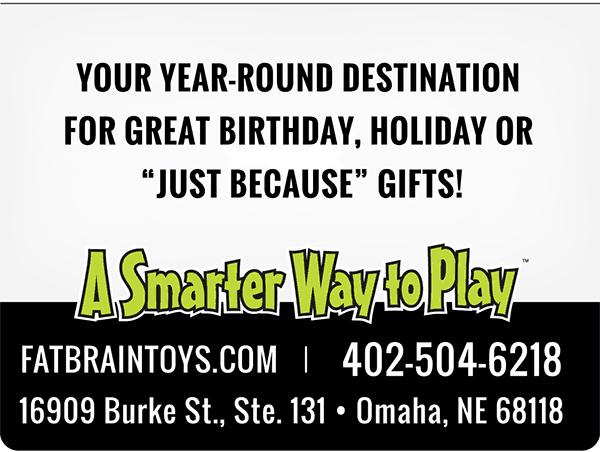 YOUR YEAR-ROUND DESTINATION
FOR GREAT BIRTHDAY, HOLIDAY OR
“JUST BECAUSE” GIFTS!
A Smarter Way to Play™
FATBRAINTOYS.COM | 402-504-6218
16909 Burke St., Ste. 131 • Omaha, NE 68118